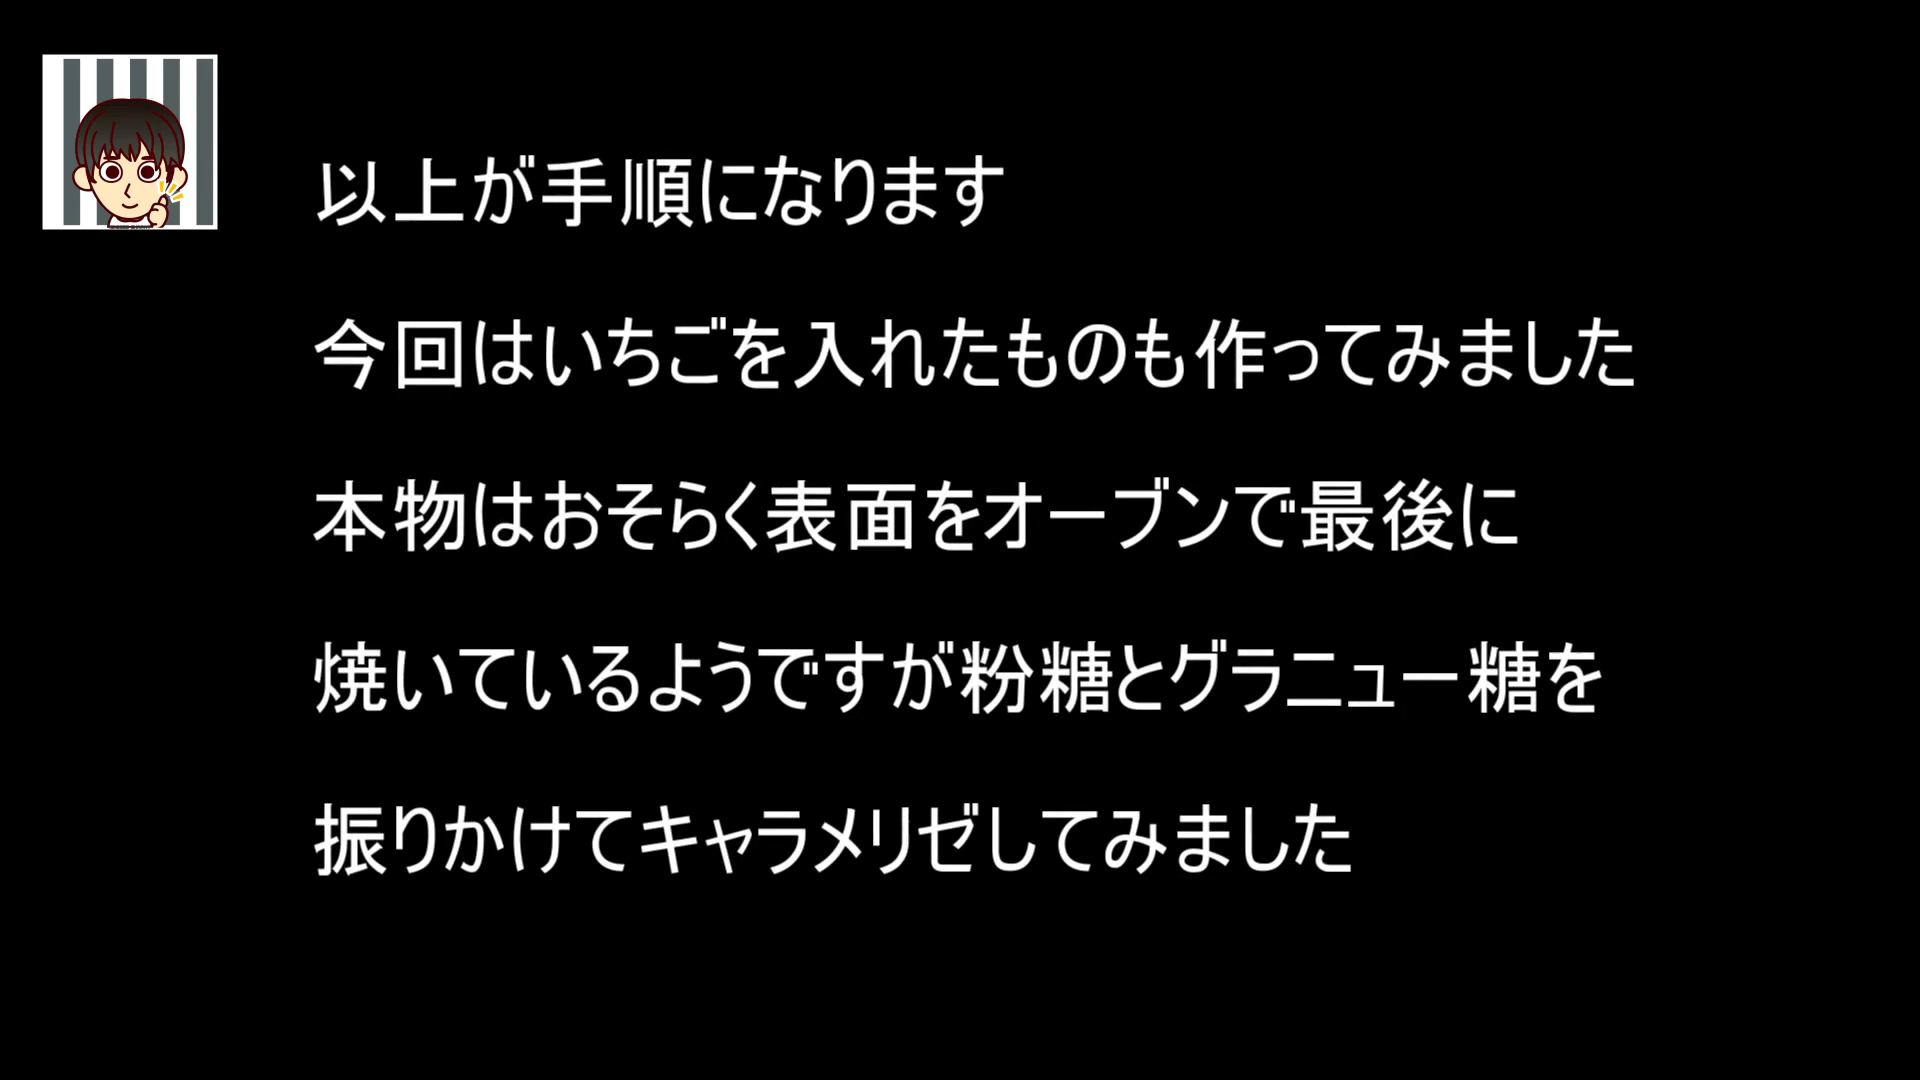 以上が手順になります
今回はいちごを入れたものも作ってみました
本物はおそらく表面をオーブンで最後に
焼いているようですが粉糖とグラニュー糖を
振りかけてキャラメリゼしてみました